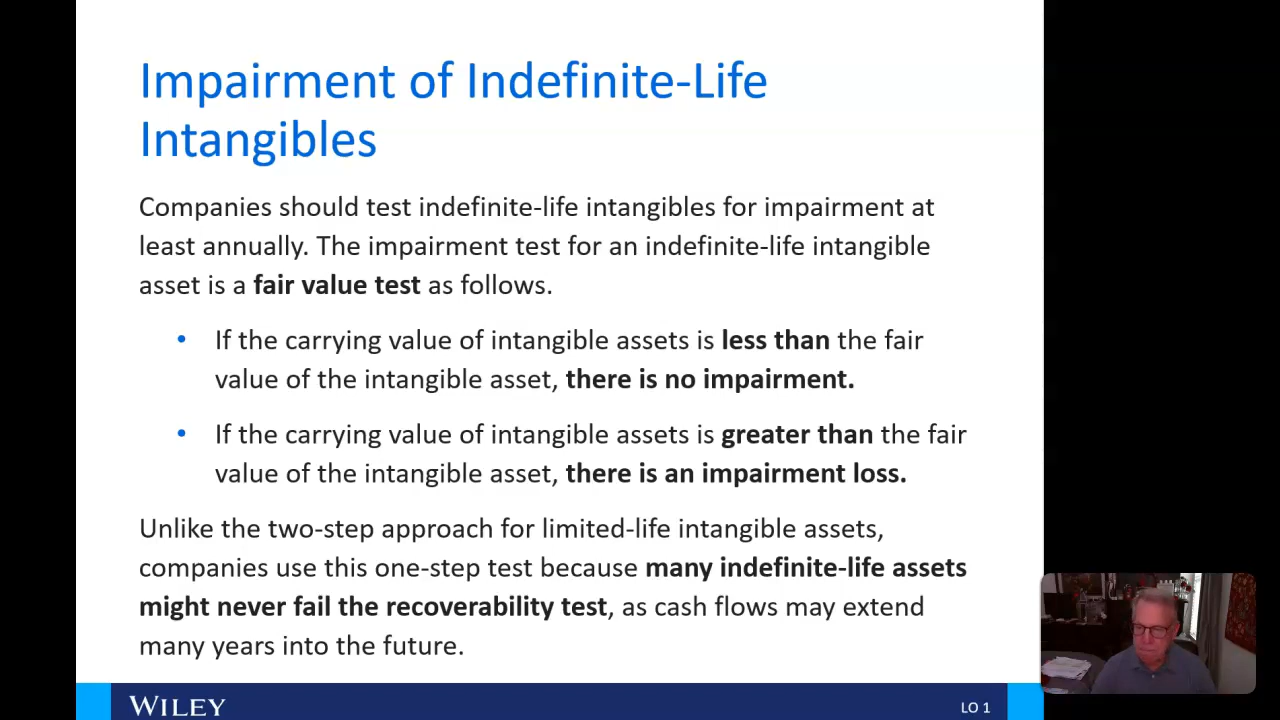 Impairment of Indefinite-Life
Intangibles
Companies should test indefinite-life intangibles for impairment at
least annually. The impairment test for an indefinite-life intangible
asset is a fair value test as follows.
• If the carrying value of intangible assets is less than the fair
value of the intangible asset, there is no impairment.
• If the carrying value of intangible assets is greater than the fair
value of the intangible asset, there is an impairment loss.
Unlike the two-step approach for limited-life intangible assets,
companies use this one-step test because many indefinite-life assets
might never fail the recoverability test, as cash flows may extend
many years into the future.
WILEY
LO 1